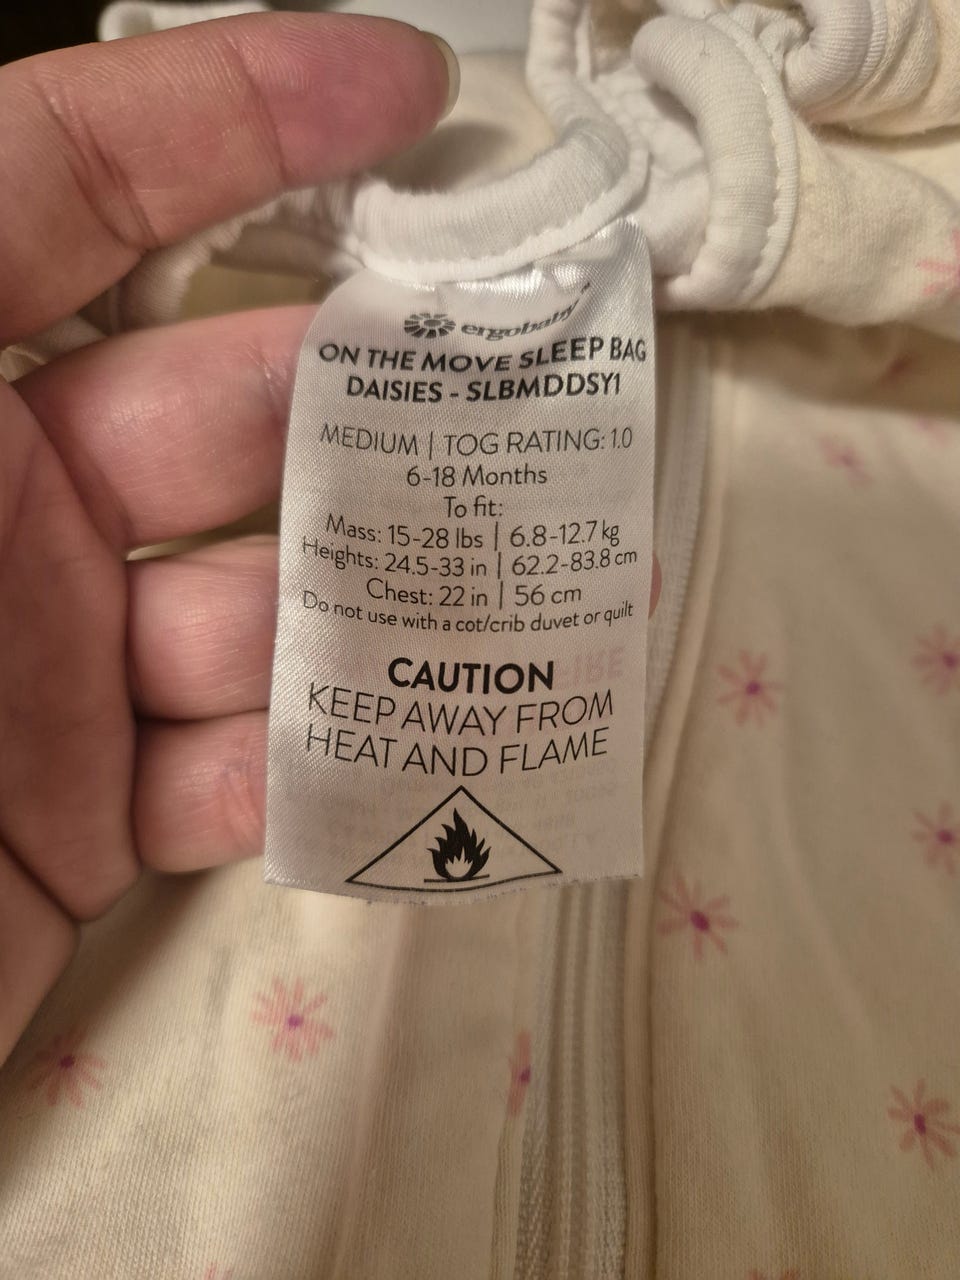 ergobaby
ON THE MOVE SLEEP BAG
DAISIES - SLBMDDSY1
MEDIUM | TOG RATING: 1.0
6-18 Months
To fit:
Mass: 15-28 lbs | 6.8-12.7 kg
Heights: 24.5-33 in | 62.2-83.8 cm
Chest: 22 in | 56 cm
Do not use with a cot/crib duvet or quilt
CAUTION
KEEP AWAY FROM
HEAT AND FLAME